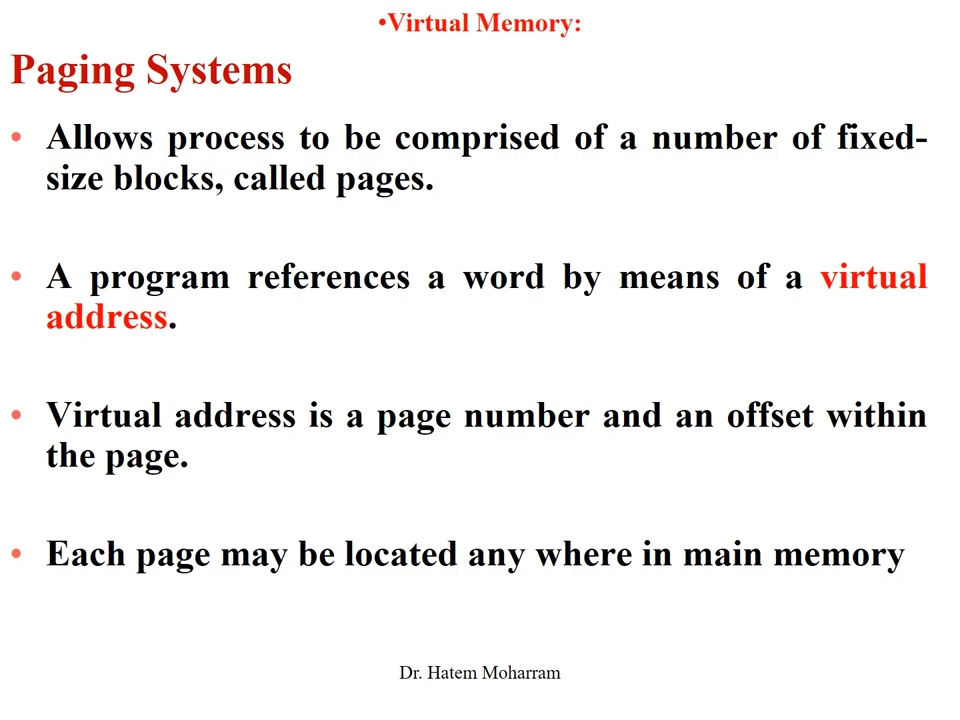 •Virtual Memory:
Paging Systems
• Allows process to be comprised of a number of fixed-
size blocks, called pages.
• A program references a word by means of a virtual
address.
• Virtual address is a page number and an offset within
the page.
• Each page may be located any where in main memory
Dr. Hatem Moharram